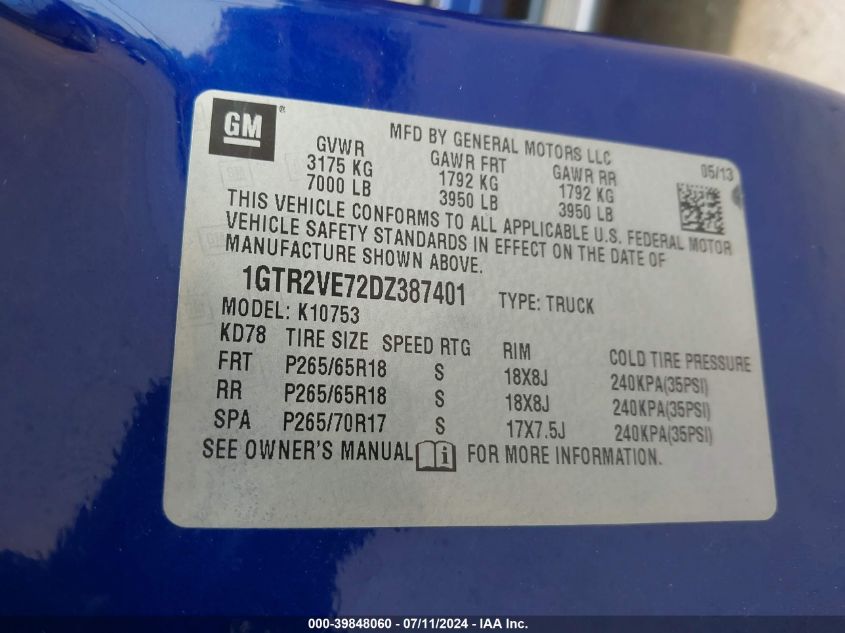 GM ®
MFD BY GENERAL MOTORS LLC
05/13
GVWR GAWR FRT GAWR RR
3175 KG 1792 KG 1792 KG
7000 LB 3950 LB 3950 LB
THIS VEHICLE CONFORMS TO ALL APPLICABLE U.S. FEDERAL MOTOR
VEHICLE SAFETY STANDARDS IN EFFECT ON THE DATE OF
MANUFACTURE SHOWN ABOVE.
1GTR2VE72DZ387401 TYPE: TRUCK
MODEL: K10753
KD78 TIRE SIZE SPEED RTG RIM COLD TIRE PRESSURE
FRT P265/65R18 S 18X8J 240KPA(35PSI)
RR P265/65R18 S 18X8J 240KPA(35PSI)
SPA P265/70R17 S 17X7.5J 240KPA(35PSI)
SEE OWNER'S MANUAL i FOR MORE INFORMATION.
000-39848060 - 07/11/2024 - IAA Inc.